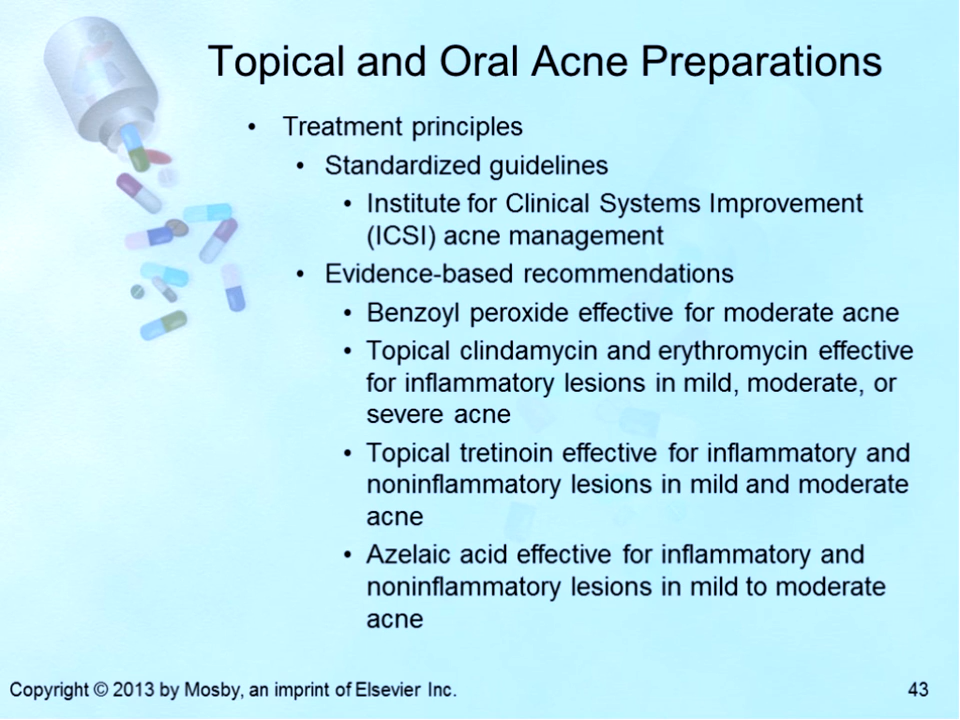 Topical and Oral Acne Preparations
• Treatment principles
• Standardized guidelines
• Institute for Clinical Systems Improvement
(ICSI) acne management
• Evidence-based recommendations
• Benzoyl peroxide effective for moderate acne
• Topical clindamycin and erythromycin effective
for inflammatory lesions in mild, moderate, or
severe acne
• Topical tretinoin effective for inflammatory and
noninflammatory lesions in mild and moderate
acne
• Azelaic acid effective for inflammatory and
noninflammatory lesions in mild to moderate
acne
Copyright © 2013 by Mosby, an imprint of Elsevier Inc.
43